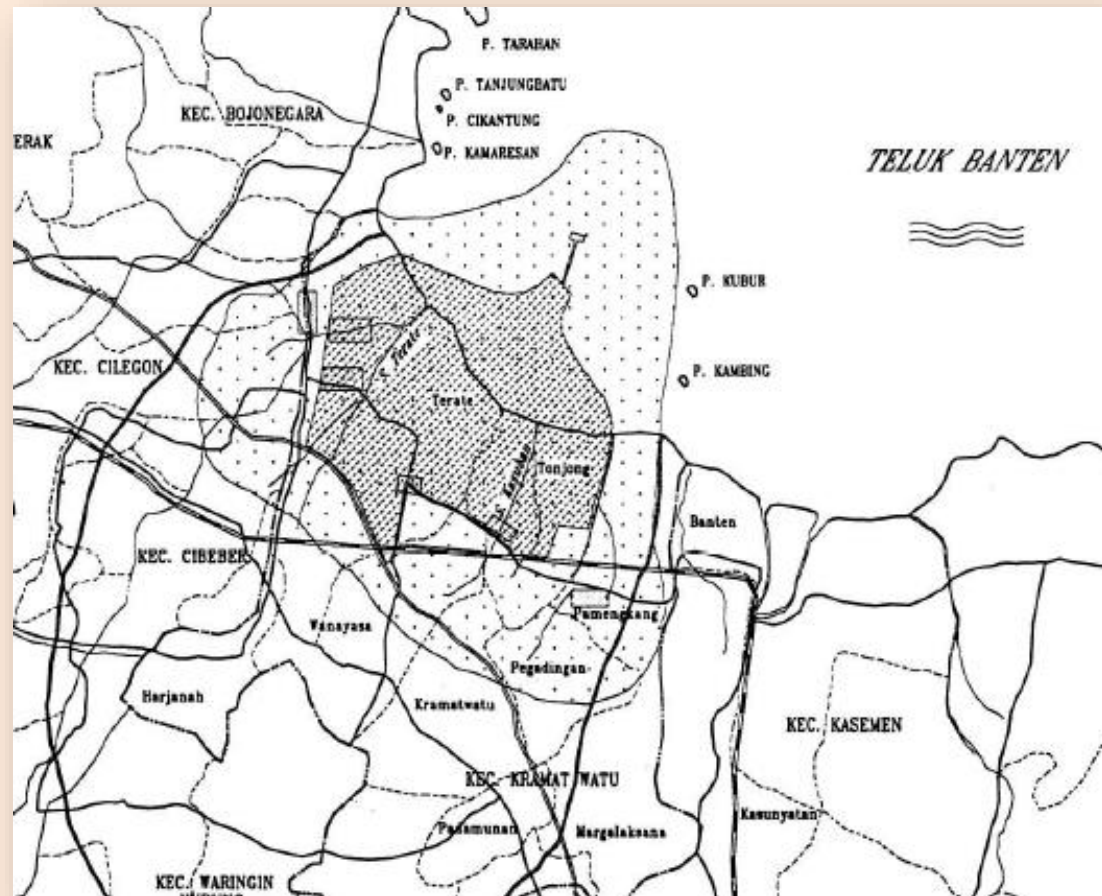 P. TARAHAN
P. TANJUNGBATU
KEC. BOJONEGARA
P. CIKANTUNG
ERAK
P. KAMARESAN
TELUK BANTEN
P. KUBUR
S. Terate
KEC. CILEGON
P. KAMBING
Terate
Tonjong
Banten
KEC. CIBEBER
Wanayasa
Pamengkang
Pegadingan
Harjanah
Kramatwatu
KEC. KASEMEN
KEC. KRAMAT WATU
Kasunyatan
Margalaksana
KEC. WARINGIN